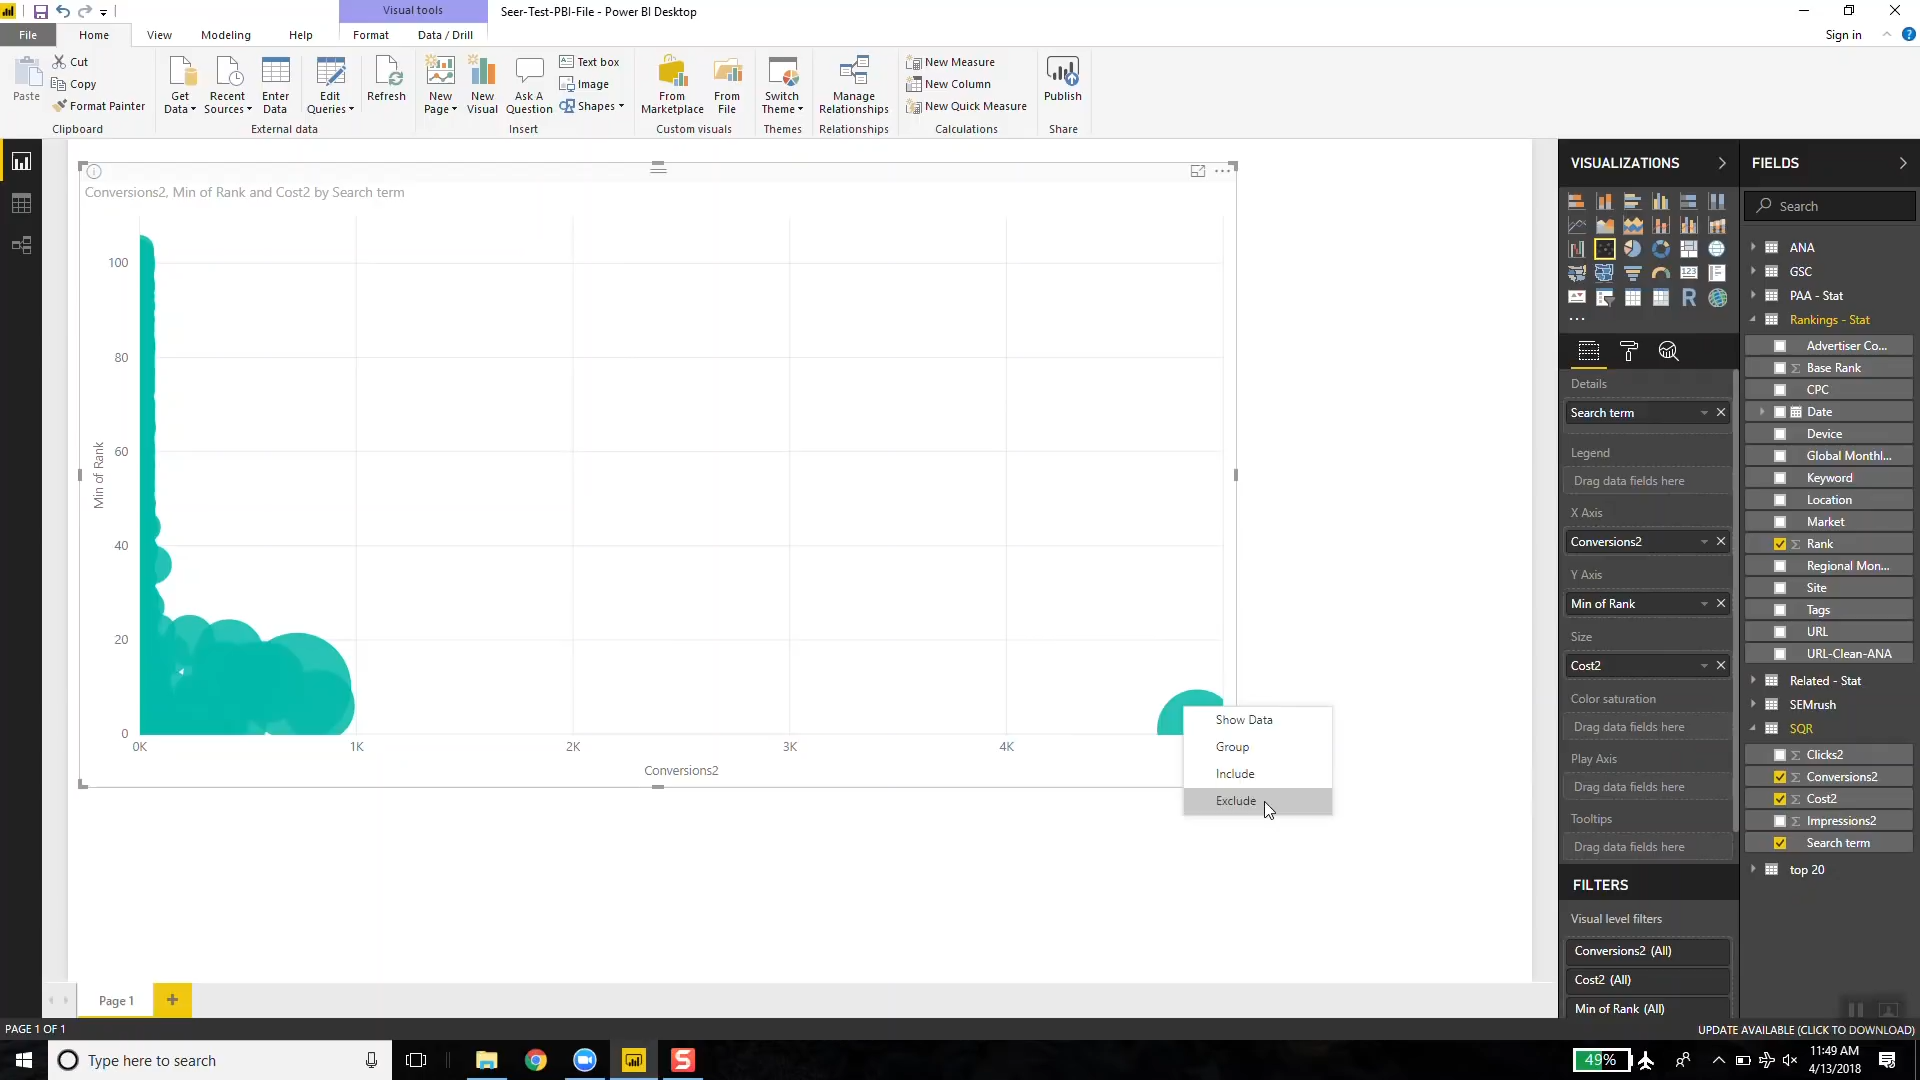 Visual tools
Seer-Test-PBI-File - Power BI Desktop
File
Home
View
Modeling
Help
Format
Data / Drill
Sign in
Paste
Cut
Copy
Format Painter
Clipboard
Get Data
Recent Sources
Enter Data
Edit Queries
Refresh
External data
New Page
New Visual
Ask A Question
Text box
Image
Shapes
Insert
From Marketplace
From File
Custom visuals
Switch Theme
Themes
Manage Relationships
Relationships
New Measure
New Column
New Quick Measure
Calculations
Publish
Share
Conversions2, Min of Rank and Cost2 by Search term
Min of Rank
100
80
60
40
20
0
0K
1K
2K
3K
4K
Conversions2
Show Data
Group
Include
Exclude
VISUALIZATIONS
123
R
Details
Search term
Legend
Drag data fields here
X Axis
Conversions2
Y Axis
Min of Rank
Size
Cost2
Color saturation
Drag data fields here
Play Axis
Drag data fields here
Tooltips
Drag data fields here
FILTERS
Visual level filters
Conversions2 (All)
Cost2 (All)
Min of Rank (All)
FIELDS
Search
ANA
GSC
PAA - Stat
Rankings - Stat
Advertiser Co...
Base Rank
CPC
Date
Device
Global Monthl...
Keyword
Location
Market
Rank
Regional Mon...
Site
Tags
URL
URL-Clean-ANA
Related - Stat
SEMrush
SQR
Clicks2
Conversions2
Cost2
Impressions2
Search term
top 20
Page 1
PAGE 1 OF 1
UPDATE AVAILABLE (CLICK TO DOWNLOAD)
Type here to search
49%
11:49 AM
4/13/2018